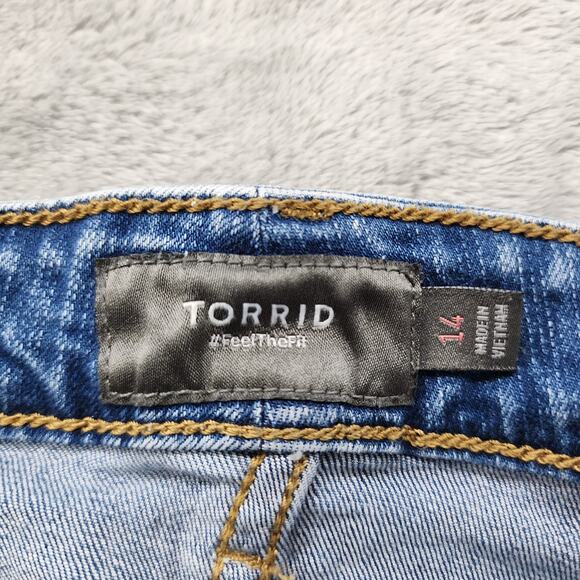 TORRID
#FeelTheFit
14
MADE IN
VIETNAM